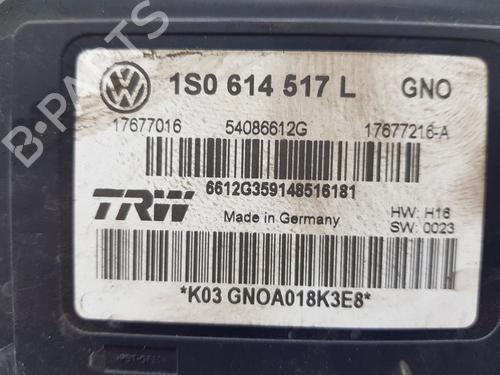 B-PARTS
1S0 614 517 L GNO
17677016 54086612G 17677216-A
6612G359148516181
TRW Made in Germany HW: H16
SW: 0023
*K03 GNOA018K3E8*